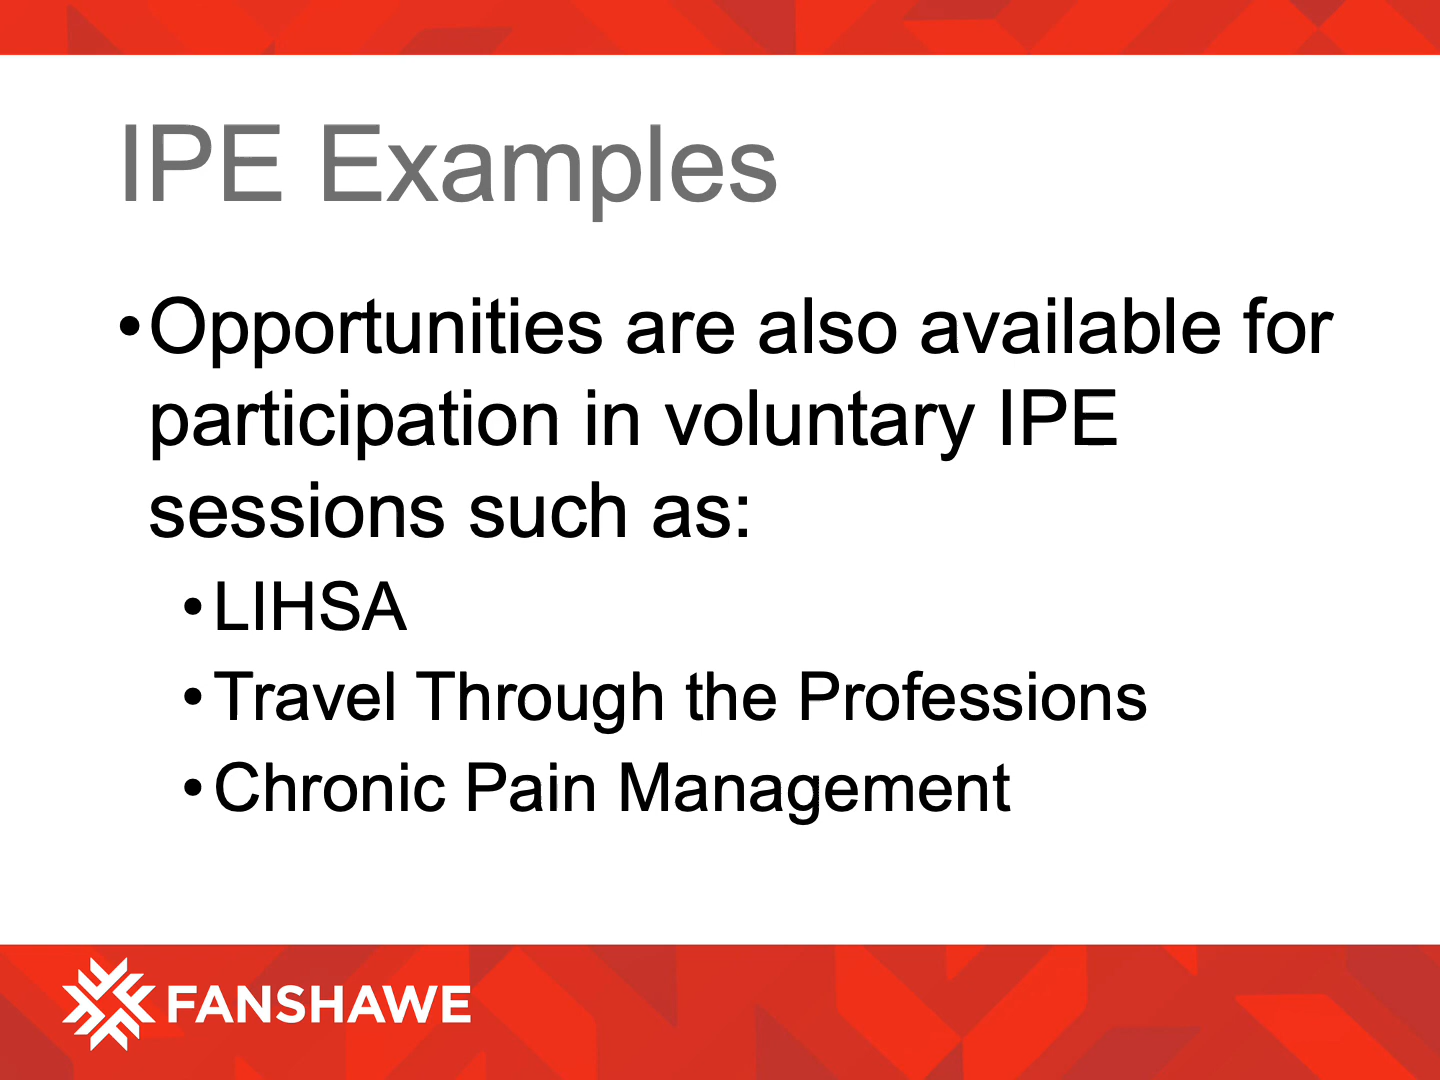 IPE Examples
•Opportunities are also available for
participation in voluntary IPE
sessions such as:
•LIHSA
•Travel Through the Professions
•Chronic Pain Management
FANSHAWE